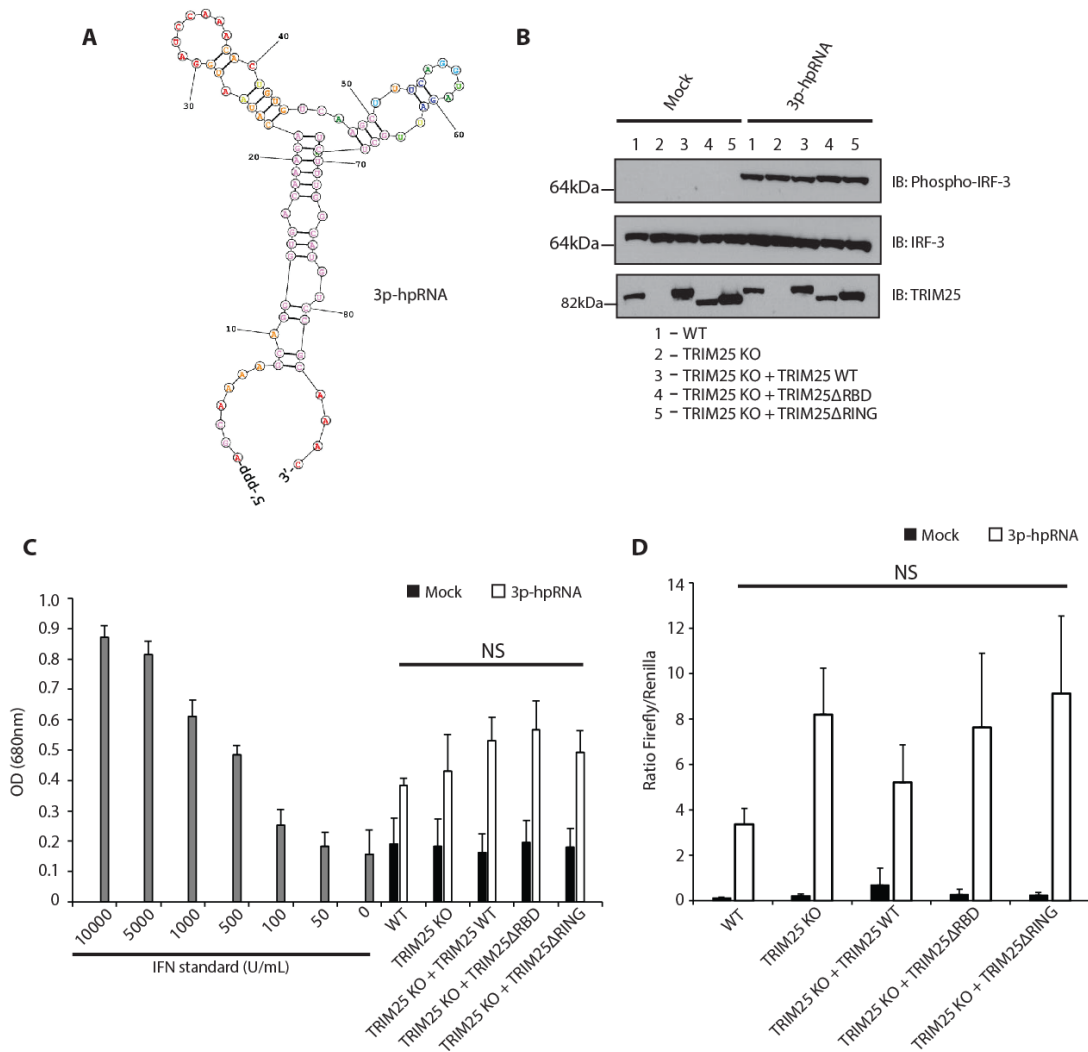 A
40
30
50
60
20
70
3p-hpRNA
80
10
5'-ppp
3'-
B
Mock
3p-hpRNA
1 2 3 4 5 1 2 3 4 5
64kDa
IB: Phospho-IRF-3
64kDa
IB: IRF-3
82kDa
IB: TRIM25
1 – WT
2 – TRIM25 KO
3 – TRIM25 KO + TRIM25 WT
4 – TRIM25 KO + TRIM25ΔRBD
5 – TRIM25 KO + TRIM25ΔRING
C
Mock
3p-hpRNA
NS
1.0
0.9
0.8
0.7
0.6
0.5
0.4
0.3
0.2
0.1
0
OD (680nm)
10000
5000
1000
500
100
50
0
IFN standard (U/mL)
WT
TRIM25 KO
TRIM25 KO + TRIM25 WT
TRIM25 KO + TRIM25ΔRBD
TRIM25 KO + TRIM25ΔRING
D
Mock
3p-hpRNA
NS
14
12
10
8
6
4
2
0
Ratio Firefly/Renilla
WT
TRIM25 KO
TRIM25 KO + TRIM25 WT
TRIM25 KO + TRIM25ΔRBD
TRIM25 KO + TRIM25ΔRING